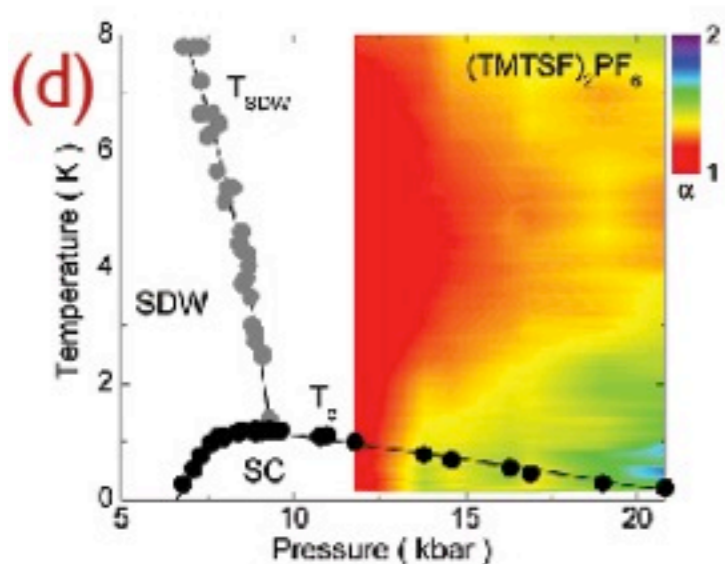 (d)
8
6
4
2
0
Temperature ( K )
T_SDW
SDW
T_c
SC
(TMTSF)₂PF₆
2
1
α
5
10
15
20
Pressure ( kbar )